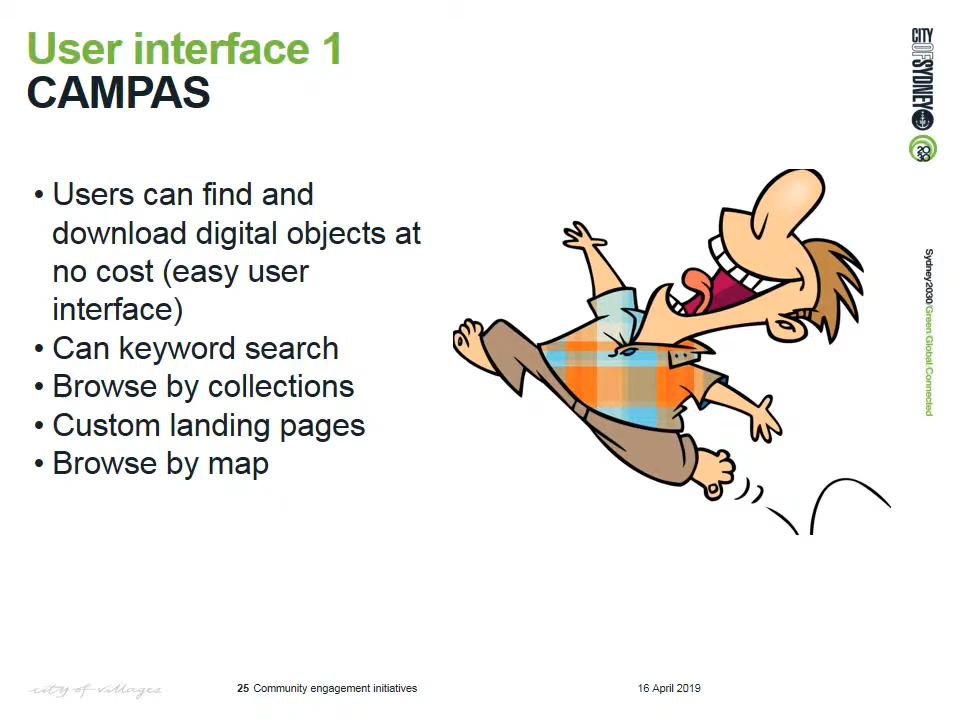 User interface 1
CAMPAS
• Users can find and
download digital objects at
no cost (easy user
interface)
• Can keyword search
• Browse by collections
• Custom landing pages
• Browse by map
CITY OF SYDNEY
2030
Sydney2030/Green/Global/Connected
city of villages
25 Community engagement initiatives
16 April 2019